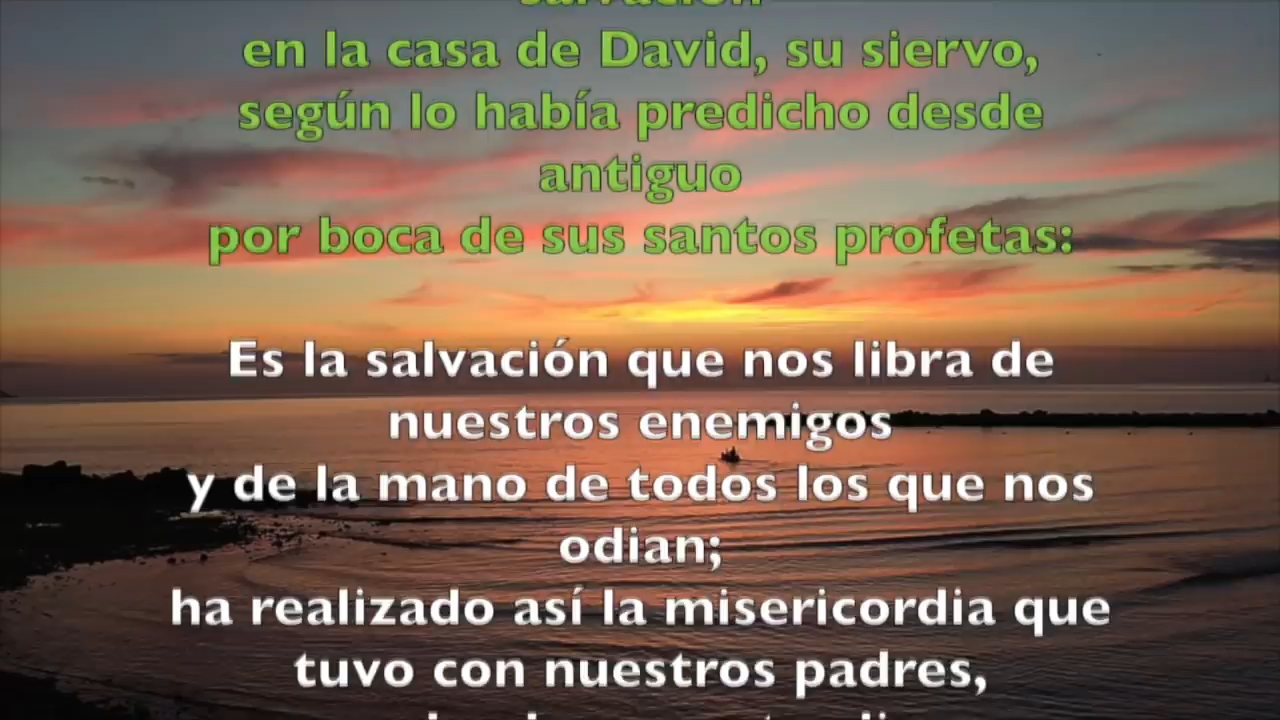 salvación
en la casa de David, su siervo,
según lo había predicho desde
antiguo
por boca de sus santos profetas:
Es la salvación que nos libra de
nuestros enemigos
y de la mano de todos los que nos
odian;
ha realizado así la misericordia que
tuvo con nuestros padres,